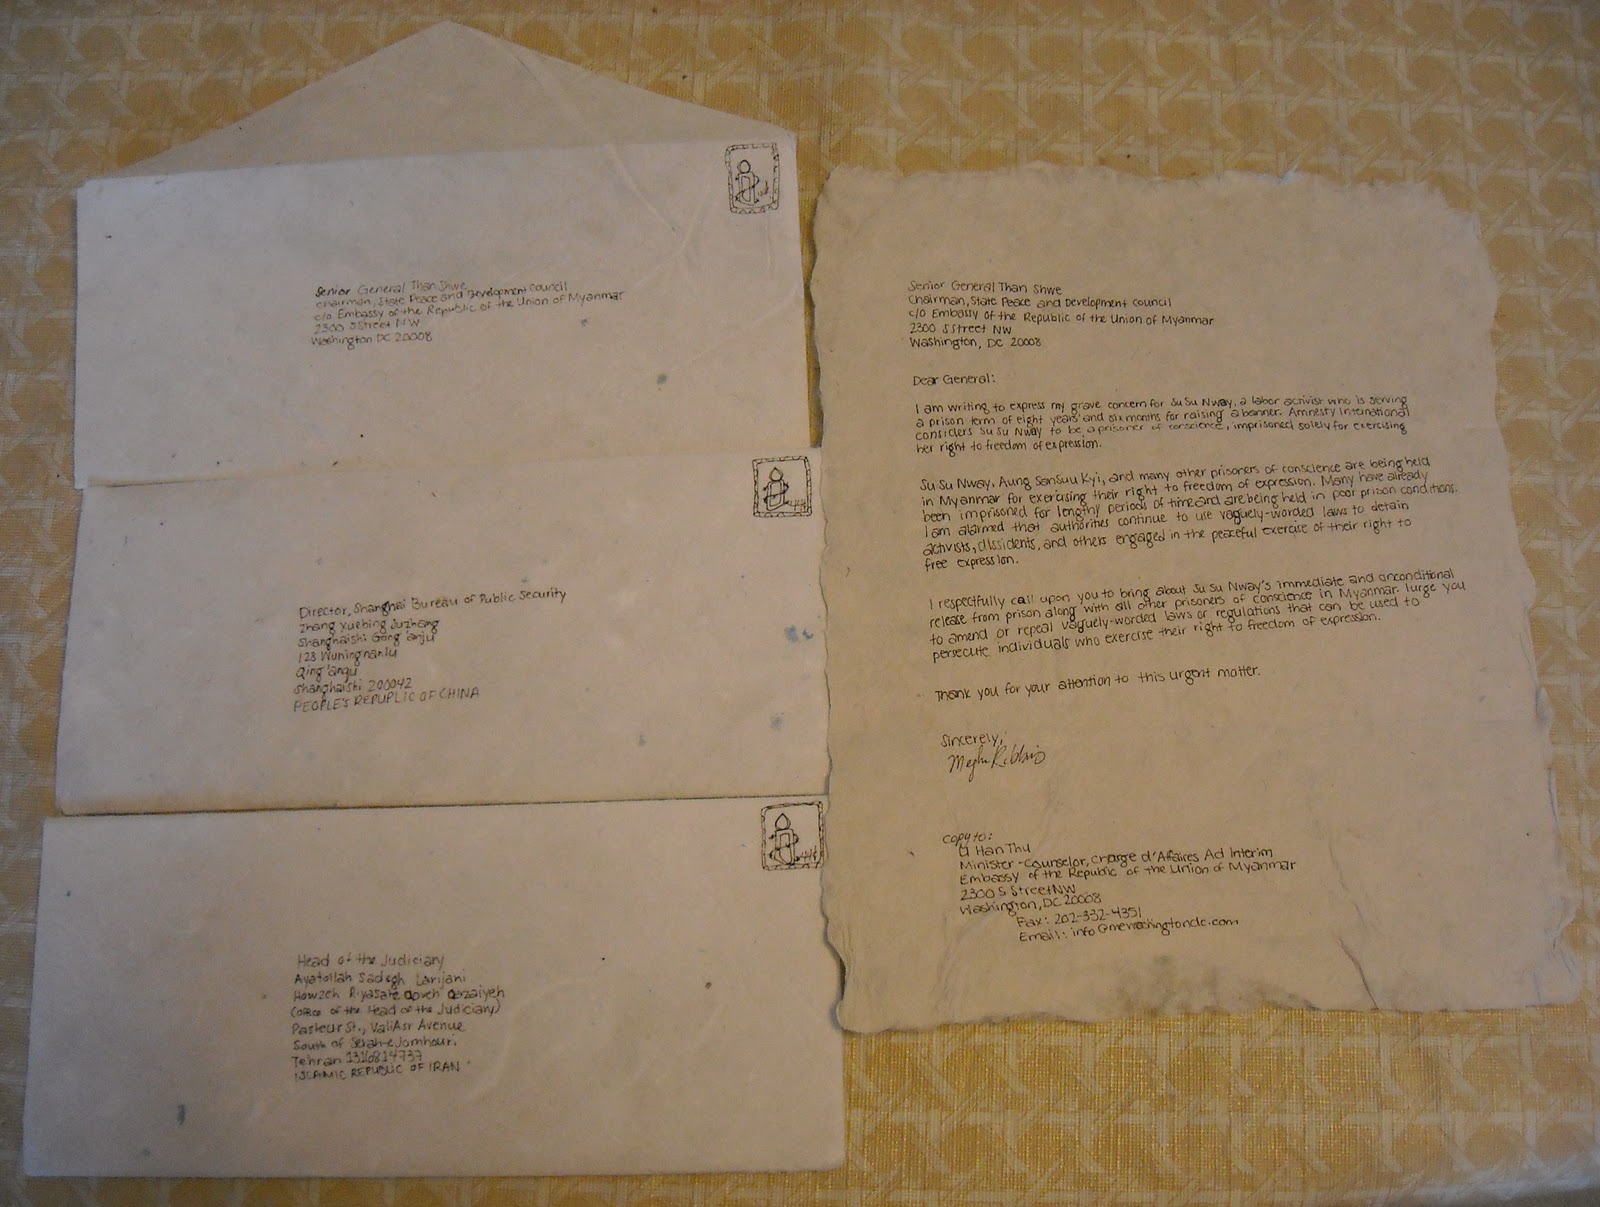 Senior General Than Shwe
Chairman, State Peace and Development Council
c/o Embassy of the Republic of the Union of Myanmar
2300 S Street NW
Washington DC 20008
Director, Shanghai Bureau of Public Security
Zhang Xuebing Juzhang
Shanghaishi Gong'anju
128 Wuningnanlu
Qing'anqu
Shanghaishi 200042
PEOPLE'S REPUPLIC OF CHINA
Head of the Judiciary
Ayatollah Sadegh Larijani
Howzeh Riyasate
(Office of the Head of the Judiciary)
Pasteur St., ValiAsr Avenue
South of Serah-e Jomhouri
Tehran 1316814737
ISLAMIC REPUBLIC OF IRAN
Senior General Than Shwe
Chairman, State Peace and Development Council
c/o Embassy of the Republic of the Union of Myanmar
2300 S Street NW
Washington, DC 20008
Dear General:
I am writing to express my grave concern for Su Su Nway, a labor activist who is serving
a prison term of eight years and six months for raising a banner. Amnesty International
considers Su Su Nway to be a prisoner of conscience, imprisoned solely for exercising
her right to freedom of expression.
Su Su Nway, Aung San Suu Kyi, and many other prisoners of conscience are being held
in Myanmar for exercising their right to freedom of expression. Many have already
been imprisoned for lengthy periods of time and are being held in poor prison conditions.
I am alarmed that authorities continue to use vaguely-worded laws to detain
activists, dissidents, and others engaged in the peaceful exercise of their right to
free expression.
I respectfully call upon you to bring about Su Su Nway's immediate and unconditional
release from prison along with all other prisoners of conscience in Myanmar. I urge you
to amend or repeal vaguely-worded laws or regulations that can be used to
persecute individuals who exercise their right to freedom of expression.
Thank you for your attention to this urgent matter.
Sincerely,
copy to:
U Han Thu
Minister-Counselor, Charge d'Affaires Ad Interim
Embassy of the Republic of the Union of Myanmar
2300 S Street NW
Washington, DC 20008
Fax: 202-332-4351
Email: info@mewashingtondc.com